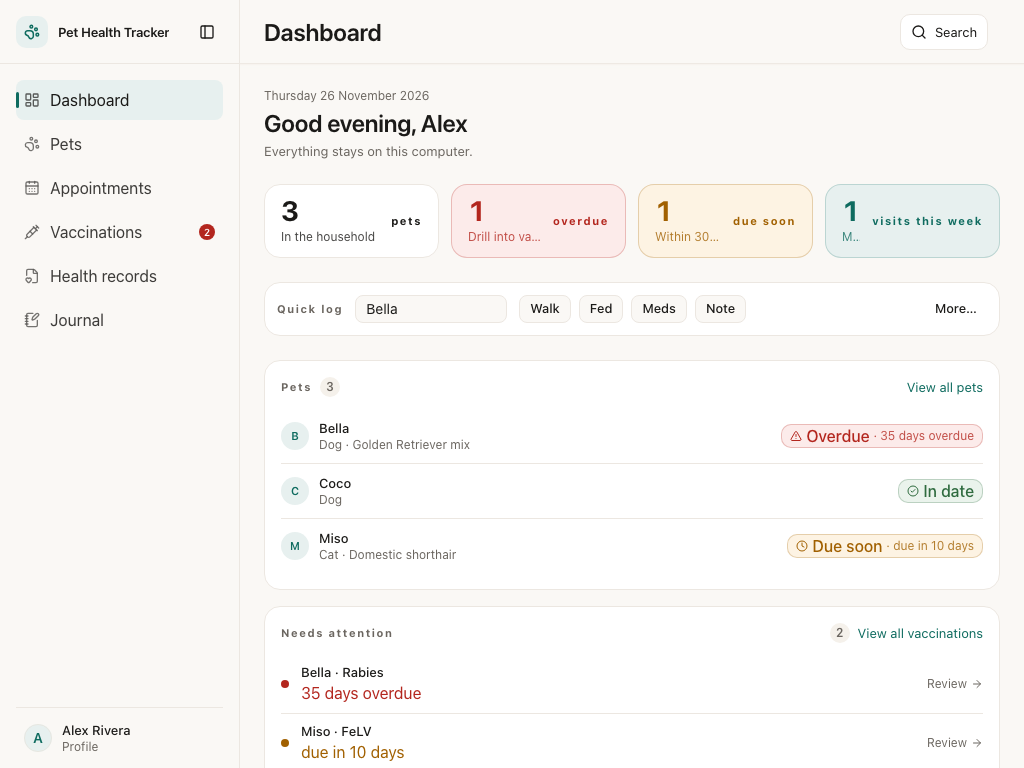 Pet Health Tracker
Dashboard
Search
Dashboard
Pets
Appointments
Vaccinations 2
Health records
Journal
Alex Rivera
A
Profile
Thursday 26 November 2026
Good evening, Alex
Everything stays on this computer.
3
pets
In the household
1
overdue
Drill into va...
1
due soon
Within 30...
1
visits this week
M...
Quick log
Bella
Walk
Fed
Meds
Note
More...
Pets 3
View all pets
B
Bella
Dog · Golden Retriever mix
Overdue · 35 days overdue
C
Coco
Dog
In date
M
Miso
Cat · Domestic shorthair
Due soon · due in 10 days
Needs attention
2 View all vaccinations
Bella · Rabies
35 days overdue
Review →
Miso · FeLV
due in 10 days
Review →